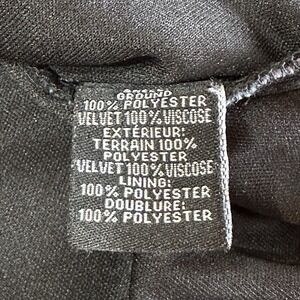 GROUND
100% POLYESTER
VELVET 100% VISCOSE
EXTÉRIEUR:
TERRAIN 100%
POLYESTER
VELVET 100% VISCOSE
LINING:
100% POLYESTER
DOUBLURE:
100% POLYESTER